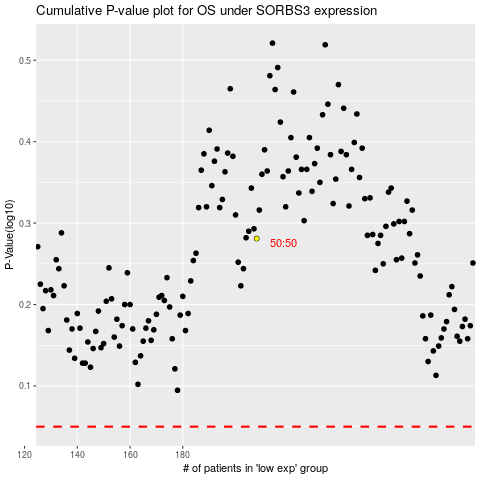 Cumulative P-value plot for OS under SORBS3 expression
P-Value(log10)
0.5
0.4
0.3
0.2
0.1
50:50
120 140 160 180
# of patients in 'low exp' group